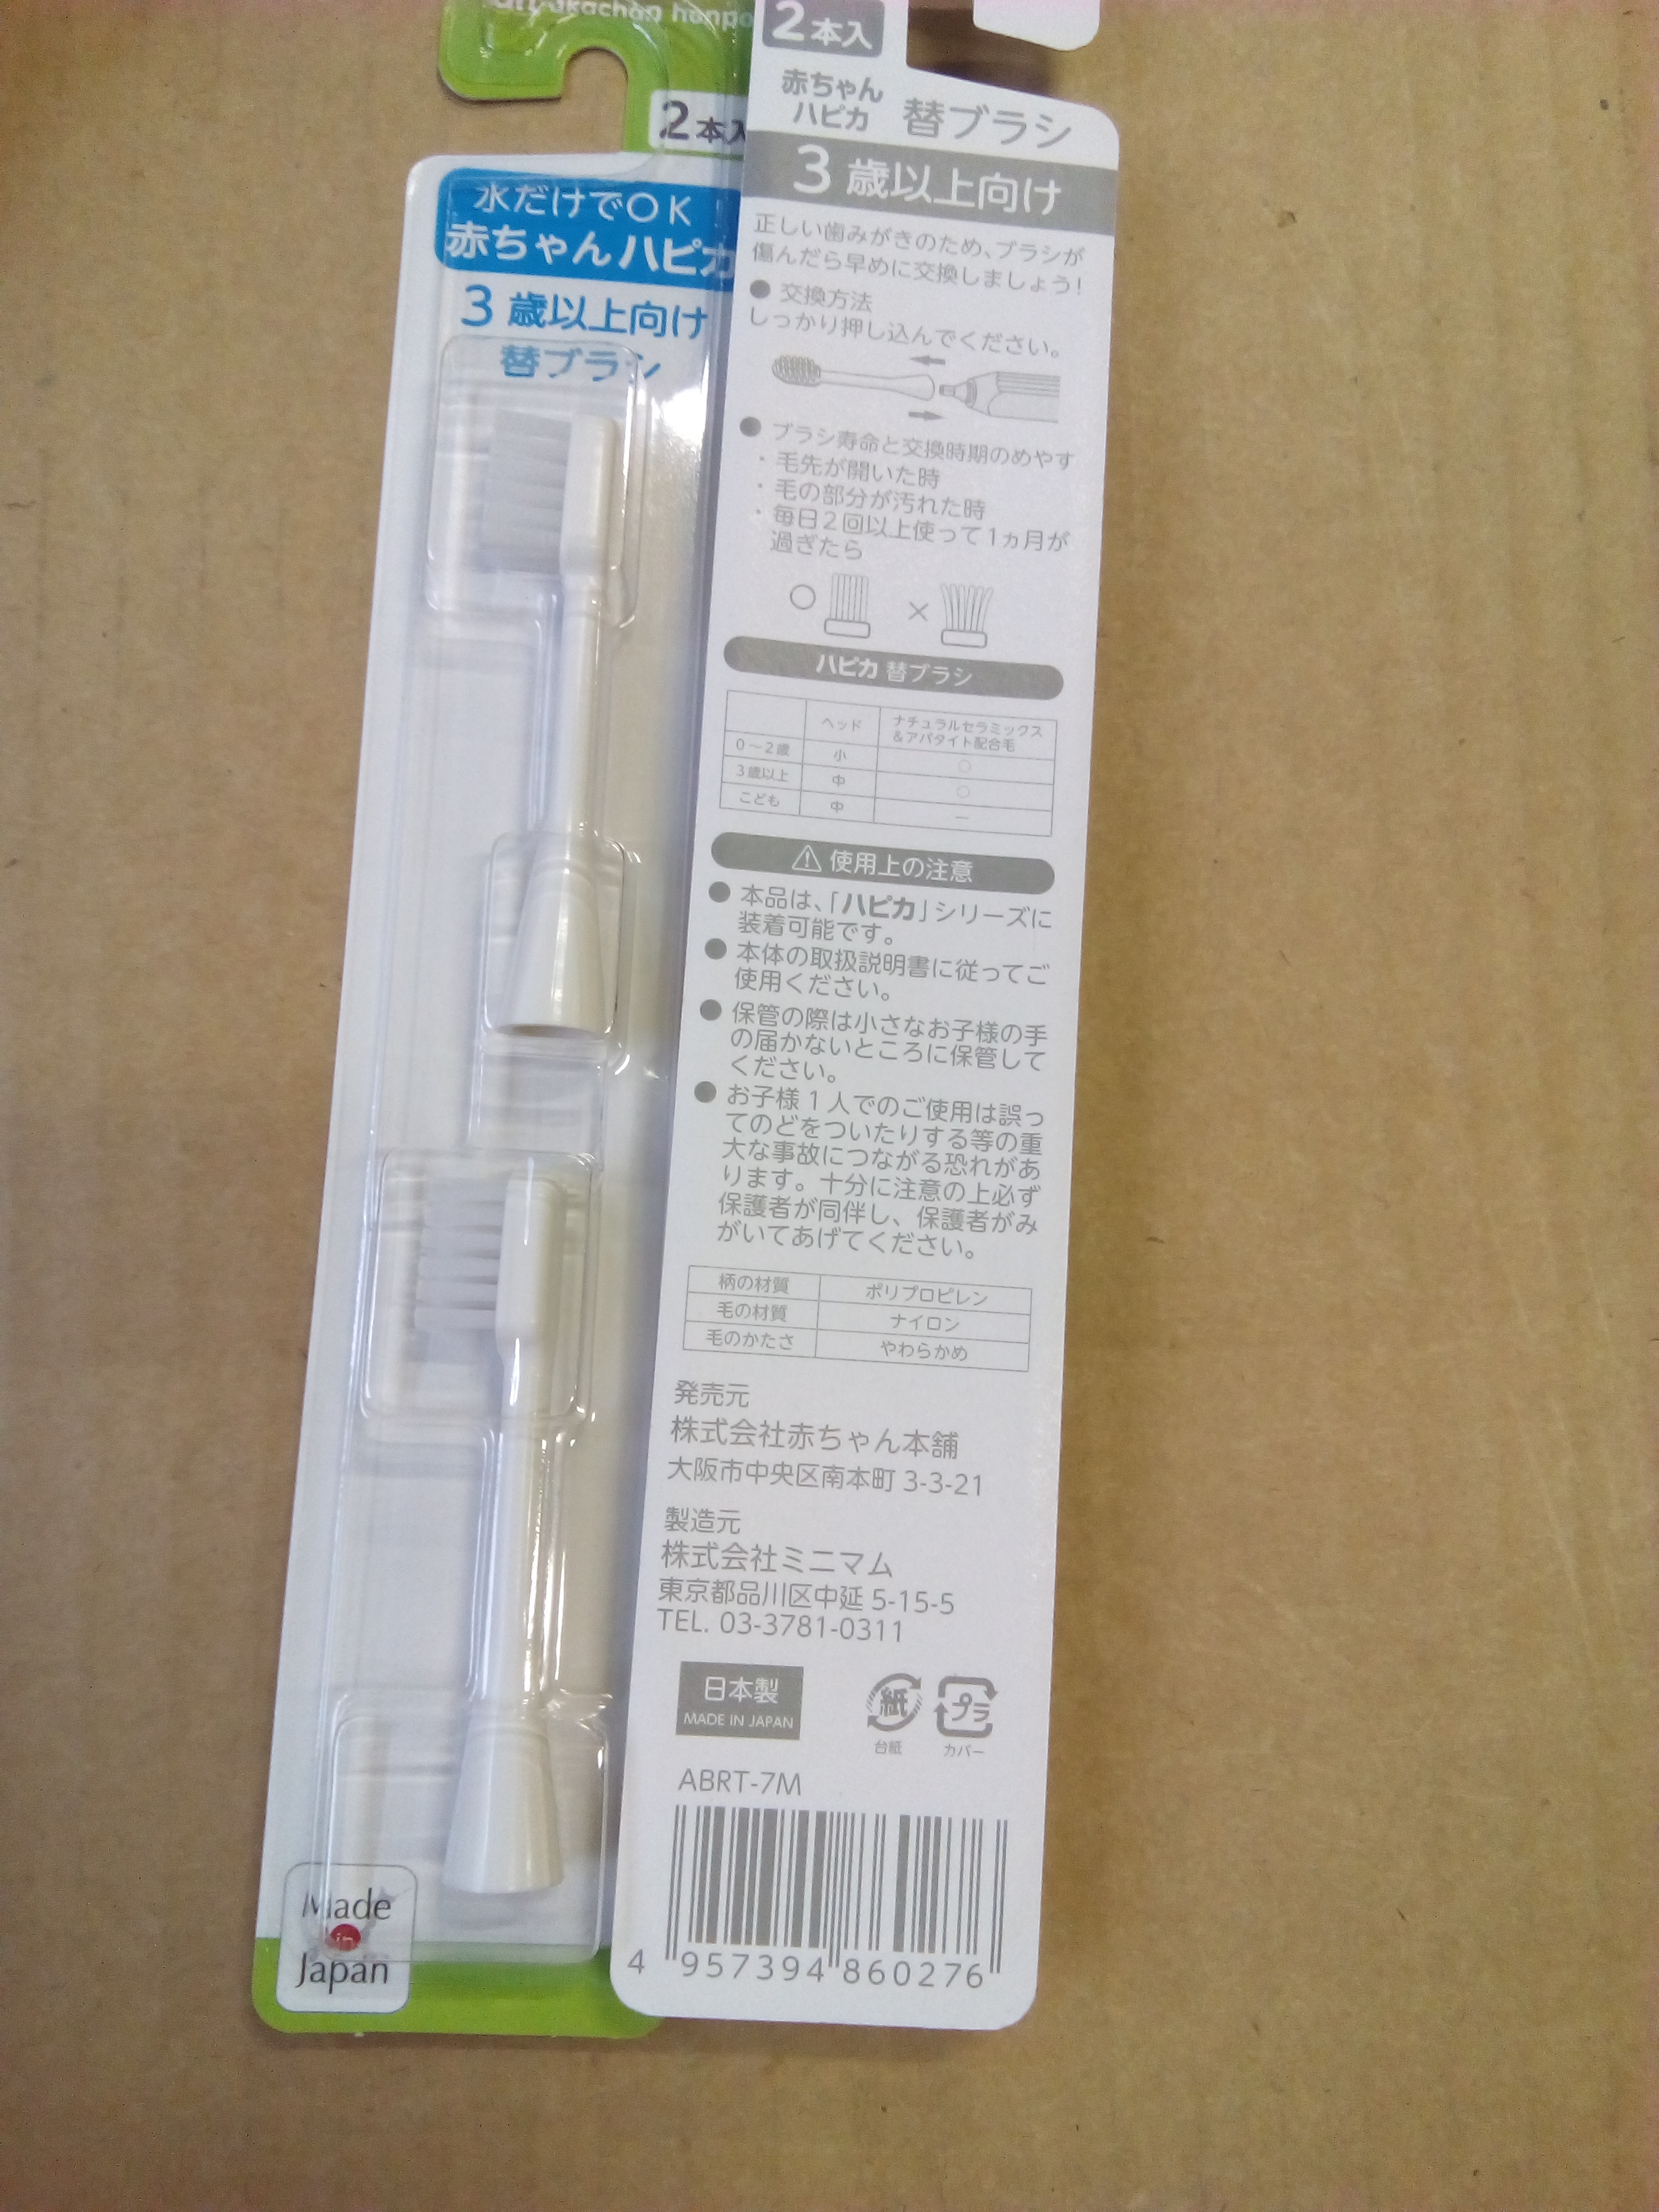 akachan honpo
2本入
水だけでOK
赤ちゃんハピカ
3歳以上向け
替ブラシ
Made
in
Japan
2本入
赤ちゃん
ハピカ 替ブラシ
3歳以上向け
正しい歯みがきのため、ブラシが
傷んだら早めに交換しましょう!
● 交換方法
しっかり押し込んでください。
● ブラシ寿命と交換時期のめやす
・毛先が開いた時
・毛の部分が汚れた時
・毎日2回以上使って1ヵ月が
過ぎたら
○ ×
ハピカ 替ブラシ
ヘッド ナチュラルセラミックス
&アパタイト配合毛
0～2歳 小 ○
3歳以上 中 ○
こども 中 ー
⚠ 使用上の注意
● 本品は、「ハピカ」シリーズに
装着可能です。
● 本体の取扱説明書に従ってご
使用ください。
● 保管の際は小さなお子様の手
の届かないところに保管して
ください。
● お子様1人でのご使用は誤っ
てのどをついたりする等の重
大な事故につながる恐れがあ
ります。十分に注意の上必ず
保護者が同伴し、保護者がみ
がいてあげてください。
柄の材質 ポリプロピレン
毛の材質 ナイロン
毛のかたさ やわらかめ
発売元
株式会社赤ちゃん本舗
大阪市中央区南本町 3-3-21
製造元
株式会社ミニマム
東京都品川区中延 5-15-5
TEL. 03-3781-0311
日本製
MADE IN JAPAN
紙 プラ
台紙 カバー
ABRT-7M
4 957394 860276